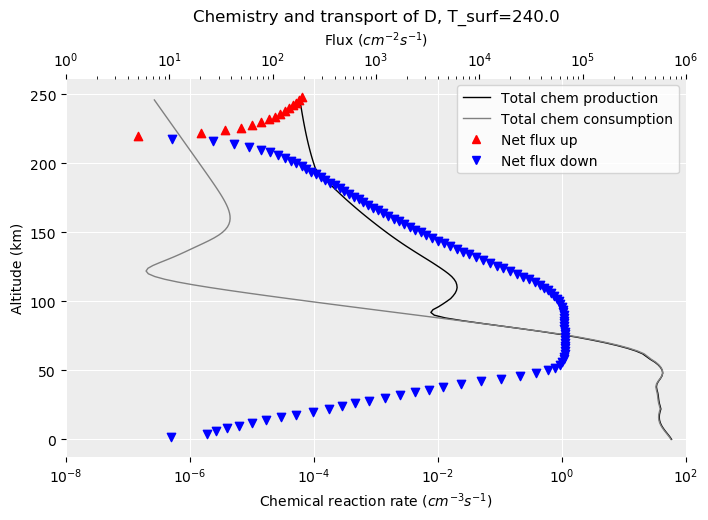 Chemistry and transport of D, T_surf=240.0
Flux (cm⁻²s⁻¹)
10⁰ 10¹ 10² 10³ 10⁴ 10⁵ 10⁶
Total chem production
Total chem consumption
Net flux up
Net flux down
Altitude (km)
250
200
150
100
50
0
10⁻⁸ 10⁻⁶ 10⁻⁴ 10⁻² 10⁰ 10²
Chemical reaction rate (cm⁻³s⁻¹)